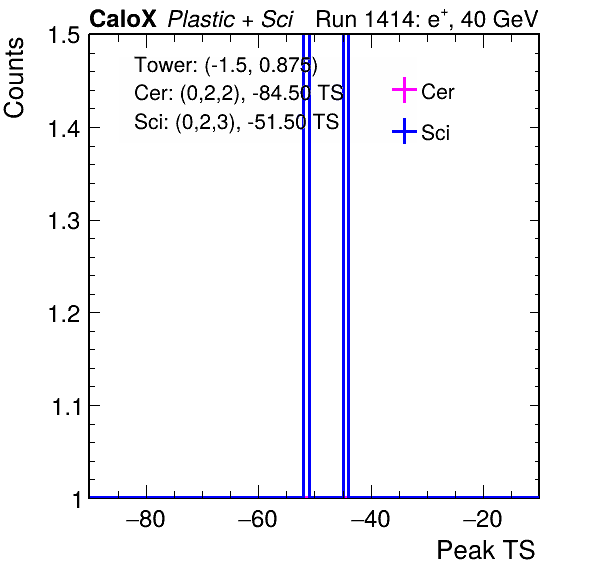 CaloX Plastic + Sci Run 1414: e+, 40 GeV
Counts
1.5
1.4
1.3
1.2
1.1
1
Tower: (-1.5, 0.875)
Cer: (0,2,2), -84.50 TS
Sci: (0,2,3), -51.50 TS
Cer
Sci
−80 −60 −40 −20
Peak TS